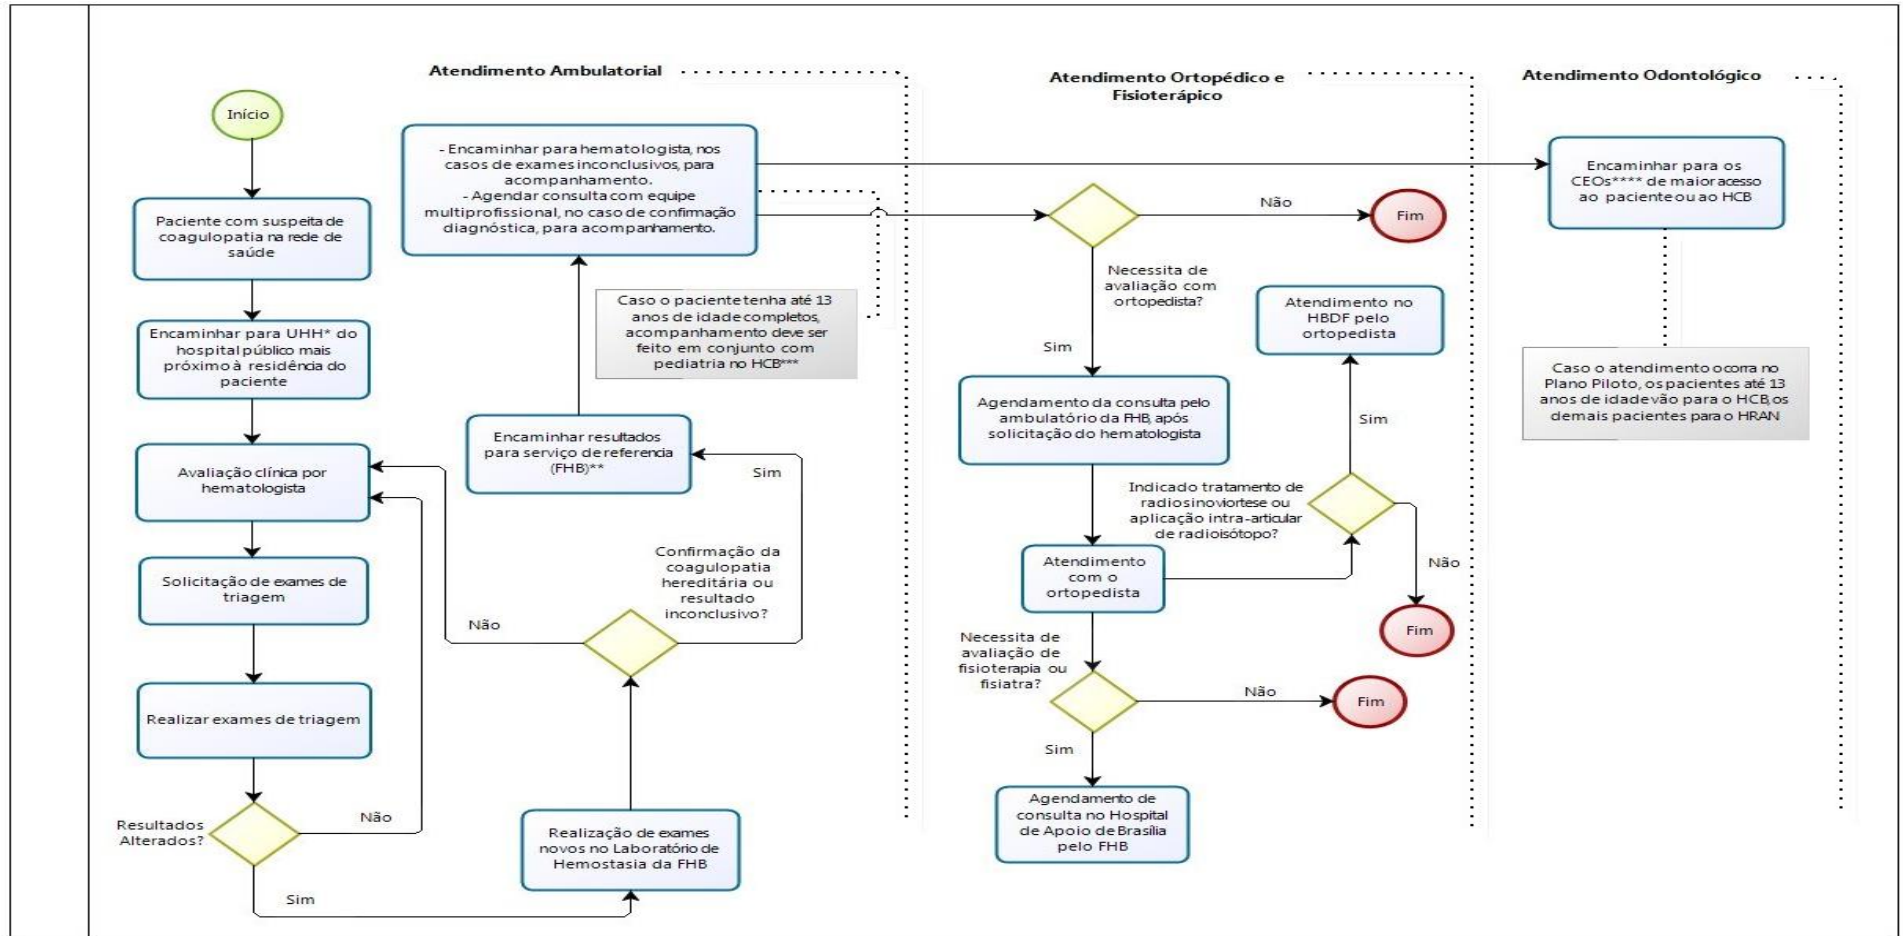 Atendimento Ambulatorial
Início
Paciente com suspeita de
coagulopatia na rede de
saúde
Encaminhar para UHH* do
hospital público mais
próximo à residência do
paciente
Avaliação clínica por
hematologista
Solicitação de exames de
triagem
Realizar exames de triagem
Resultados
Alterados?
Não
Sim
Realização de exames
novos no Laboratório de
Hemostasia da FHB
Confirmação da
coagulopatia
hereditária ou
resultado
inconclusivo?
Não
Sim
Encaminhar resultados
para serviço de referencia
(FHB)**
- Encaminhar para hematologista, nos
casos de exames inconclusivos, para
acompanhamento.
- Agendar consulta com equipe
multiprofissional, no caso de confirmação
diagnóstica, para acompanhamento.
Caso o paciente tenha até 13
anos de idade completos,
acompanhamento deve ser
feito em conjunto com
pediatria no HCB***
Atendimento Ortopédico e
Fisioterápico
Não
Fim
Necessita de
avaliação com
ortopedista?
Sim
Agendamento da consulta pelo
ambulatório da FHB, após
solicitação do hematologista
Atendimento no
HBDF pelo
ortopedista
Sim
Indicado tratamento de
radiosinoviortese ou
aplicação intra-articular
de radioisótopo?
Não
Fim
Atendimento
com o
ortopedista
Necessita de
avaliação de
fisioterapia ou
fisiatra?
Não
Fim
Sim
Agendamento de
consulta no Hospital
de Apoio de Brasília
pelo FHB
Atendimento Odontológico
Encaminhar para os
CEOs**** de maior acesso
ao paciente ou ao HCB
Caso o atendimento ocorra no
Plano Piloto, os pacientes até 13
anos de idade vão para o HCB,os
demais pacientes para o HRAN